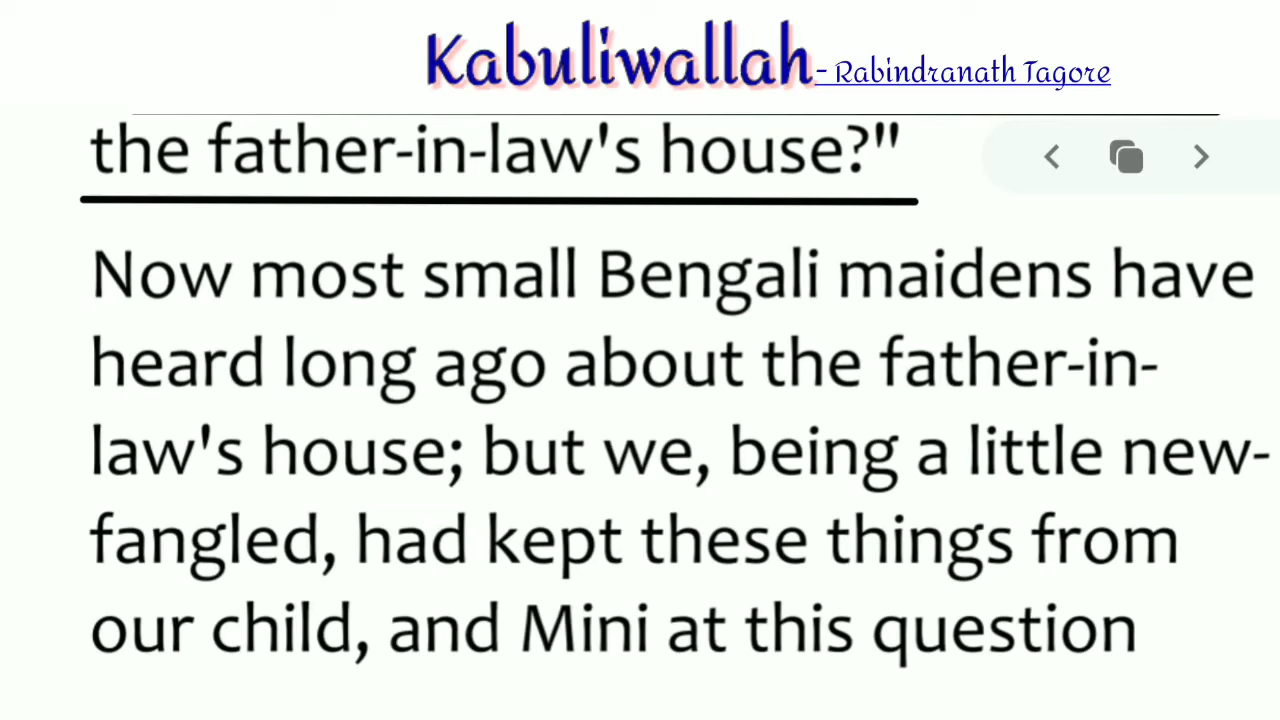 Kabuliwallah - Rabindranath Tagore
the father-in-law's house?"
Now most small Bengali maidens have
heard long ago about the father-in-
law's house; but we, being a little new-
fangled, had kept these things from
our child, and Mini at this question